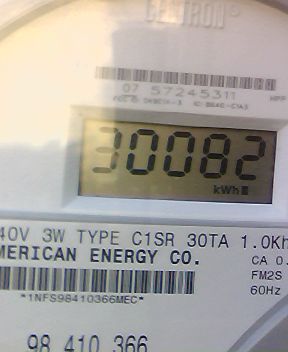 CENTRON®
07 57245311
30082
kWh
40V 3W TYPE C1SR 30TA 1.0Kh
MERICAN ENERGY CO.
CA 0.
FM2S
60Hz
*1NFS98410366MEC*
98 410 366